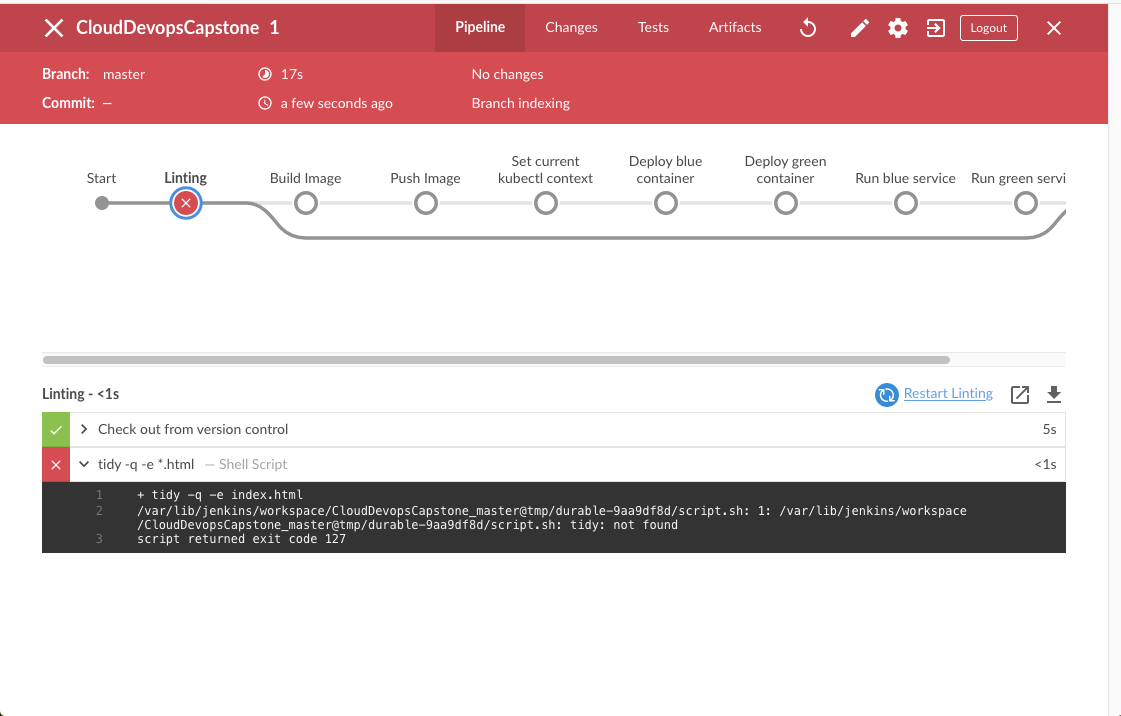 CloudDevopsCapstone 1
Pipeline
Changes
Tests
Artifacts
Logout
Branch: master
17s
No changes
Commit: —
a few seconds ago
Branch indexing
Start
Linting
Build Image
Push Image
Set current
kubectl context
Deploy blue
container
Deploy green
container
Run blue service
Run green servi
Linting - <1s
Restart Linting
Check out from version control
5s
tidy -q -e *.html — Shell Script
<1s
1 + tidy -q -e index.html
2 /var/lib/jenkins/workspace/CloudDevopsCapstone_master@tmp/durable-9aa9df8d/script.sh: 1: /var/lib/jenkins/workspace
/CloudDevopsCapstone_master@tmp/durable-9aa9df8d/script.sh: tidy: not found
3 script returned exit code 127